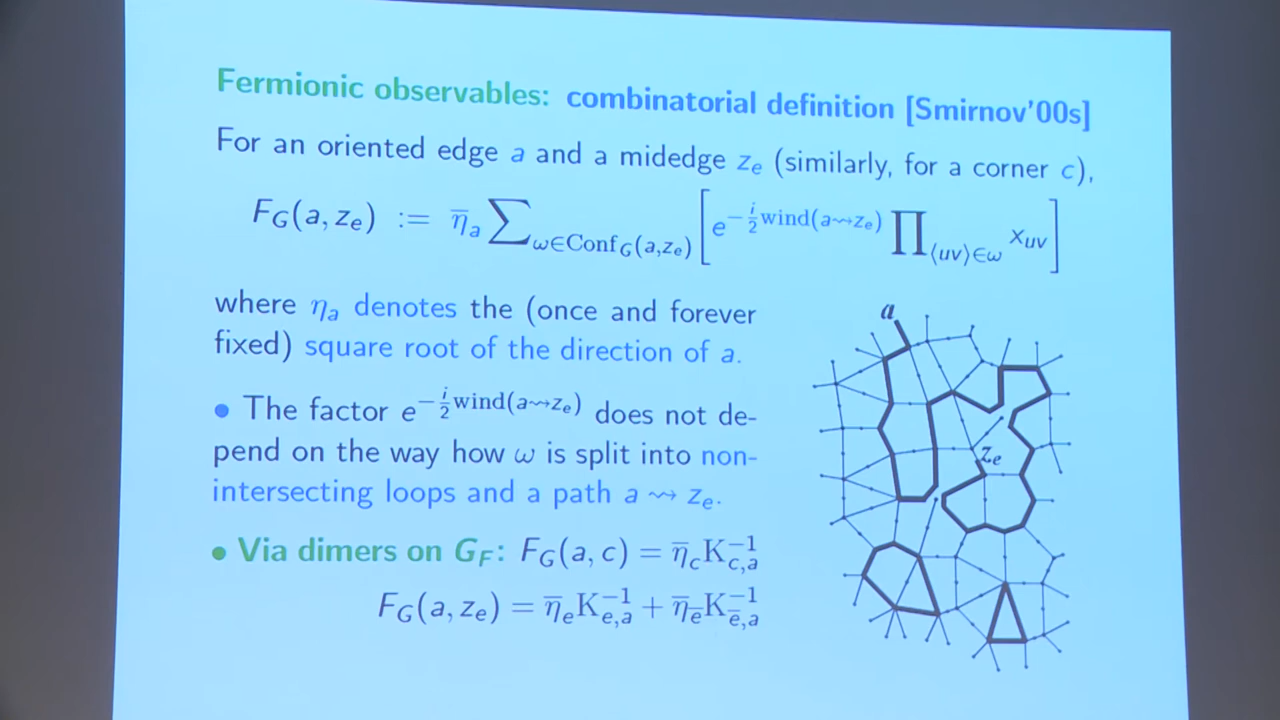 Fermionic observables: combinatorial definition [Smirnov'00s]
For an oriented edge a and a midedge z_e (similarly, for a corner c),
F_G(a, z_e) := η̄_a ∑_{ω∈Conf_G(a,z_e)} [ e^{-\frac{i}{2}wind(a⇝z_e)} ∏_{⟨uv⟩∈ω} x_{uv} ]
where η_a denotes the (once and forever
fixed) square root of the direction of a.
• The factor e^{-\frac{i}{2}wind(a⇝z_e)} does not de-
pend on the way how ω is split into non-
intersecting loops and a path a ⇝ z_e.
• Via dimers on G_F: F_G(a, c) = η̄_c K^{-1}_{c,a}
F_G(a, z_e) = η̄_e K^{-1}_{e,a} + η̄_{ē} K^{-1}_{ē,a}
a
z_e